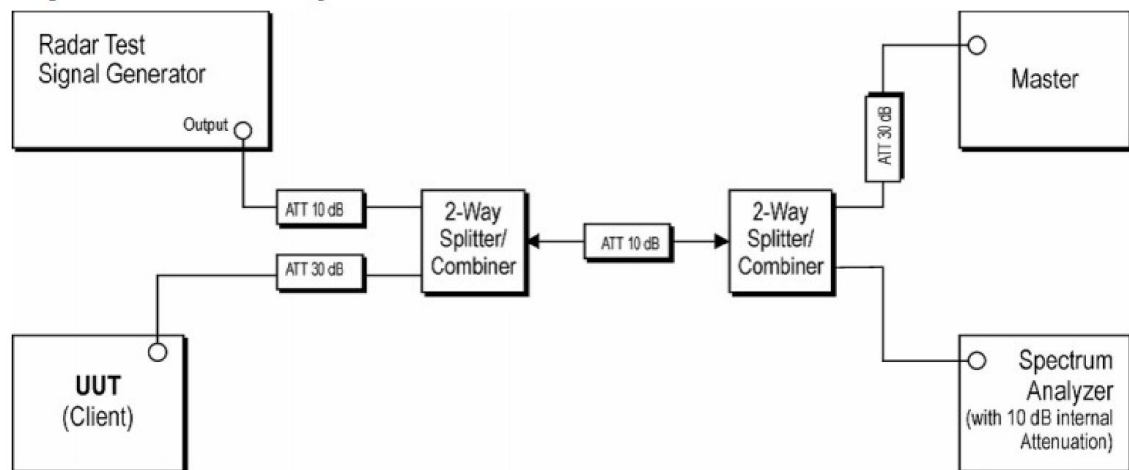 Radar Test
Signal Generator
Output
Master
ATT 30 dB
ATT 10 dB
2-Way
Splitter/
Combiner
ATT 10 dB
2-Way
Splitter/
Combiner
ATT 30 dB
UUT
(Client)
Spectrum
Analyzer
(with 10 dB internal
Attenuation)